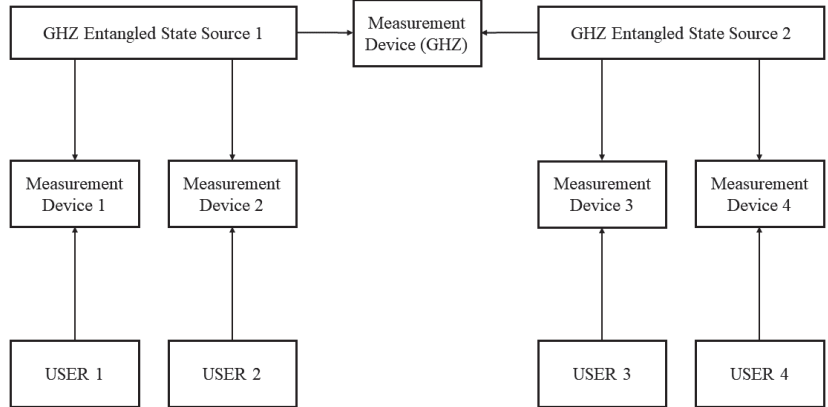 GHZ Entangled State Source 1
Measurement
Device (GHZ)
GHZ Entangled State Source 2
Measurement
Device 1
Measurement
Device 2
Measurement
Device 3
Measurement
Device 4
USER 1
USER 2
USER 3
USER 4